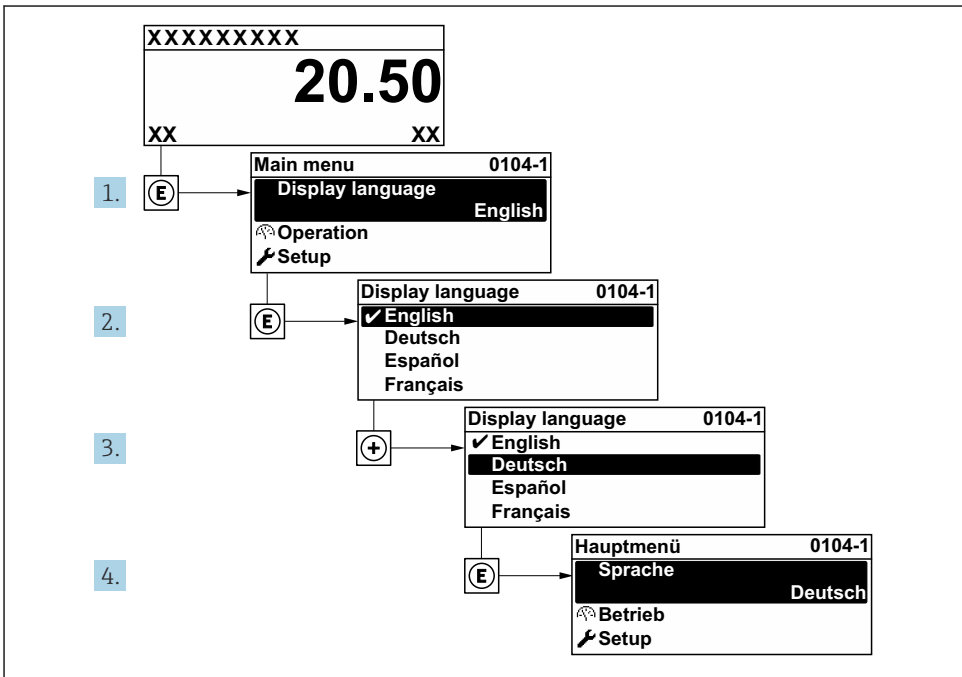 XXXXXXXXX
20.50
XX XX
1. E
Main menu 0104-1
Display language
English
Operation
Setup
2. E
Display language 0104-1
✔English
Deutsch
Español
Français
3. +
Display language 0104-1
✔English
Deutsch
Español
Français
4. E
Hauptmenü 0104-1
Sprache
Deutsch
Betrieb
Setup